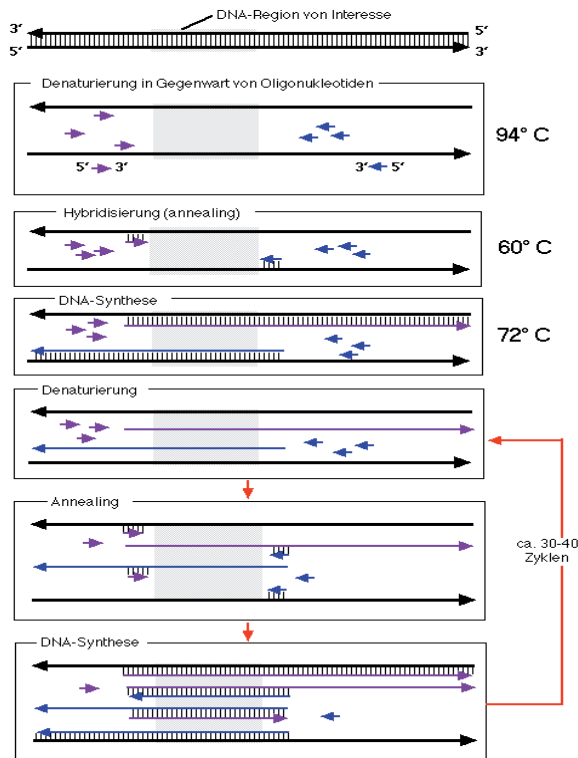 DNA-Region von Interesse
3‘ 5‘
5‘ 3‘
Denaturierung in Gegenwart von Oligonukleotiden
94° C
5‘ 3‘ 3‘ 5‘
Hybridisierung (annealing)
60° C
DNA-Synthese
72° C
Denaturierung
Annealing
ca. 30-40
Zyklen
DNA-Synthese